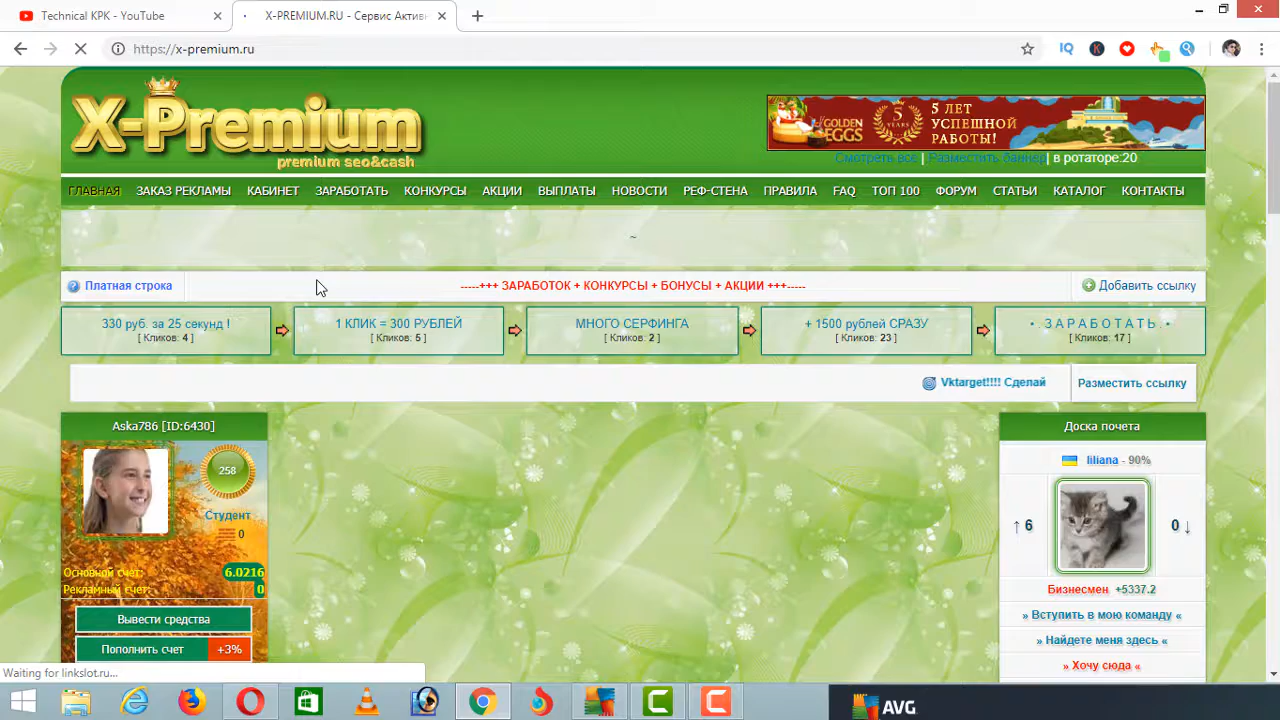 Technical KPK - YouTube
X-PREMIUM.RU - Сервис Актив
https://x-premium.ru
X-Premium
premium seo&cash
GOLDEN EGGS
5 YEARS
5 ЛЕТ
УСПЕШНОЙ
РАБОТЫ!
Смотреть все | Разместить баннер| в ротаторе:20
ГЛАВНАЯ ЗАКАЗ РЕКЛАМЫ КАБИНЕТ ЗАРАБОТАТЬ КОНКУРСЫ АКЦИИ ВЫПЛАТЫ НОВОСТИ РЕФ-СТЕНА ПРАВИЛА FAQ ТОП 100 ФОРУМ СТАТЬИ КАТАЛОГ КОНТАКТЫ
~
Платная строка
-----+++ ЗАРАБОТОК + КОНКУРСЫ + БОНУСЫ + АКЦИИ +++-----
Добавить ссылку
330 руб. за 25 секунд !
[ Кликов: 4 ]
1 КЛИК = 300 РУБЛЕЙ
[ Кликов: 5 ]
МНОГО СЕРФИНГА
[ Кликов: 2 ]
+ 1500 рублей СРАЗУ
[ Кликов: 23 ]
• . З А Р А Б О Т А Т Ь . •
[ Кликов: 17 ]
Vktarget!!!! Сделай
Разместить ссылку
Aska786 [ID:6430]
258
Студент
0
Основной счет: 6.0216
Рекламный счет: 0
Вывести средства
Пополнить счет +3%
Доска почета
liliana - 90%
↑ 6
0 ↓
Бизнесмен +5337.2
» Вступить в мою команду «
» Найдете меня здесь «
» Хочу сюда «
Waiting for linkslot.ru...
AVG